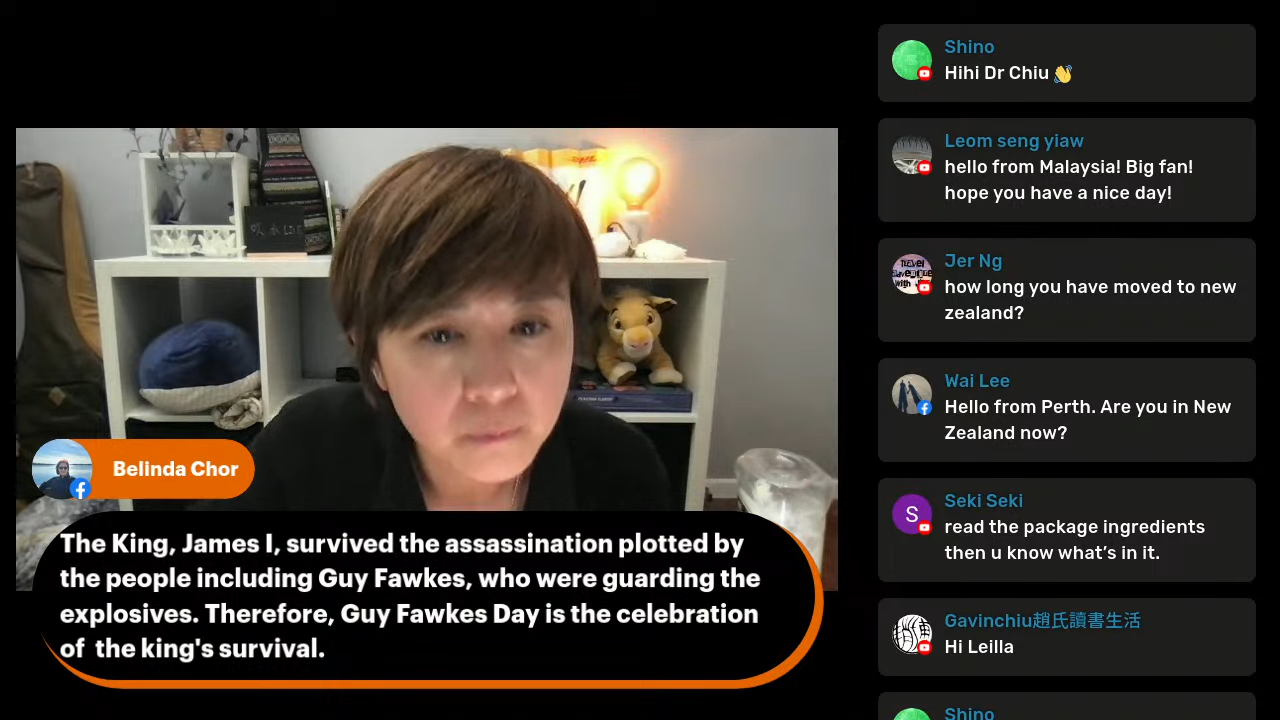 Belinda Chor
The King, James I, survived the assassination plotted by
the people including Guy Fawkes, who were guarding the
explosives. Therefore, Guy Fawkes Day is the celebration
of  the king's survival.
Shino
Hihi Dr Chiu 👋
Leom seng yiaw
hello from Malaysia! Big fan!
hope you have a nice day!
Jer Ng
how long you have moved to new
zealand?
Wai Lee
Hello from Perth. Are you in New
Zealand now?
S
Seki Seki
read the package ingredients
then u know what’s in it.
Gavinchiu趙氏讀書生活
Hi Leilla
Shino